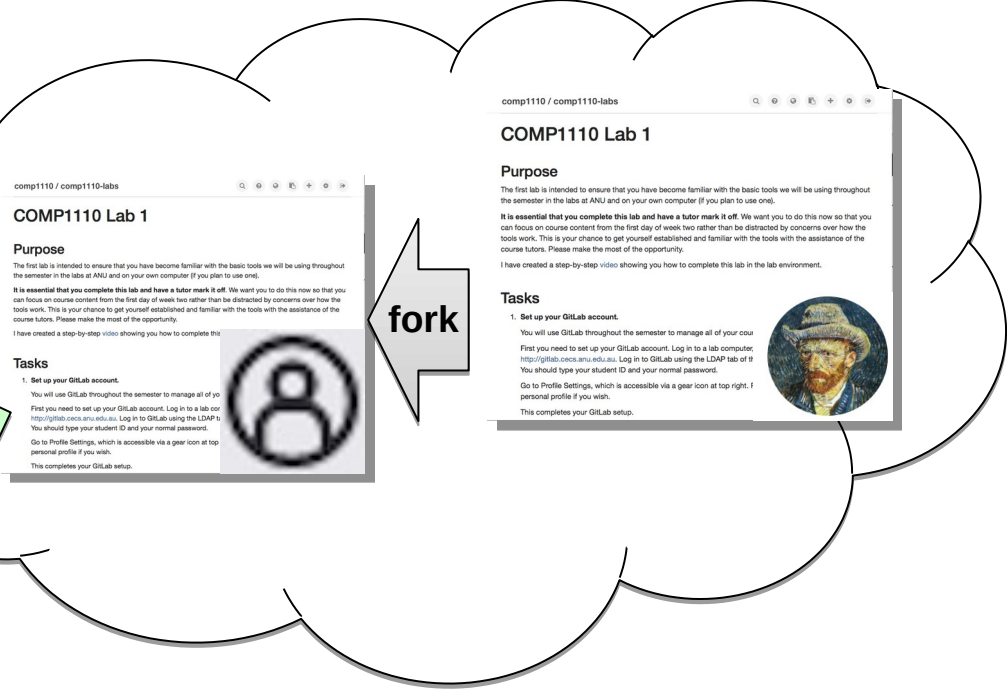 comp1110 / comp1110-labs
COMP1110 Lab 1
Purpose
The first lab is intended to ensure that you have become familiar with the basic tools we will be using throughout
the semester in the labs at ANU and on your own computer (if you plan to use one).
It is essential that you complete this lab and have a tutor mark it off. We want you to do this now so that you
can focus on course content from the first day of week two rather than be distracted by concerns over how the
tools work. This is your chance to get yourself established and familiar with the tools with the assistance of the
course tutors. Please make the most of the opportunity.
I have created a step-by-step video showing you how to complete this
Tasks
1. Set up your GitLab account.
You will use GitLab throughout the semester to manage all of yo
First you need to set up your GitLab account. Log in to a lab cor
http://gitlab.cecs.anu.edu.au. Log in to GitLab using the LDAP ta
You should type your student ID and your normal password.
Go to Profile Settings, which is accessible via a gear icon at top
personal profile if you wish.
This completes your GitLab setup.
fork
comp1110 / comp1110-labs
COMP1110 Lab 1
Purpose
The first lab is intended to ensure that you have become familiar with the basic tools we will be using throughout
the semester in the labs at ANU and on your own computer (if you plan to use one).
It is essential that you complete this lab and have a tutor mark it off. We want you to do this now so that you
can focus on course content from the first day of week two rather than be distracted by concerns over how the
tools work. This is your chance to get yourself established and familiar with the tools with the assistance of the
course tutors. Please make the most of the opportunity.
I have created a step-by-step video showing you how to complete this lab in the lab environment.
Tasks
1. Set up your GitLab account.
You will use GitLab throughout the semester to manage all of your cou
First you need to set up your GitLab account. Log in to a lab computer,
http://gitlab.cecs.anu.edu.au. Log in to GitLab using the LDAP tab of th
You should type your student ID and your normal password.
Go to Profile Settings, which is accessible via a gear icon at top right. F
personal profile if you wish.
This completes your GitLab setup.